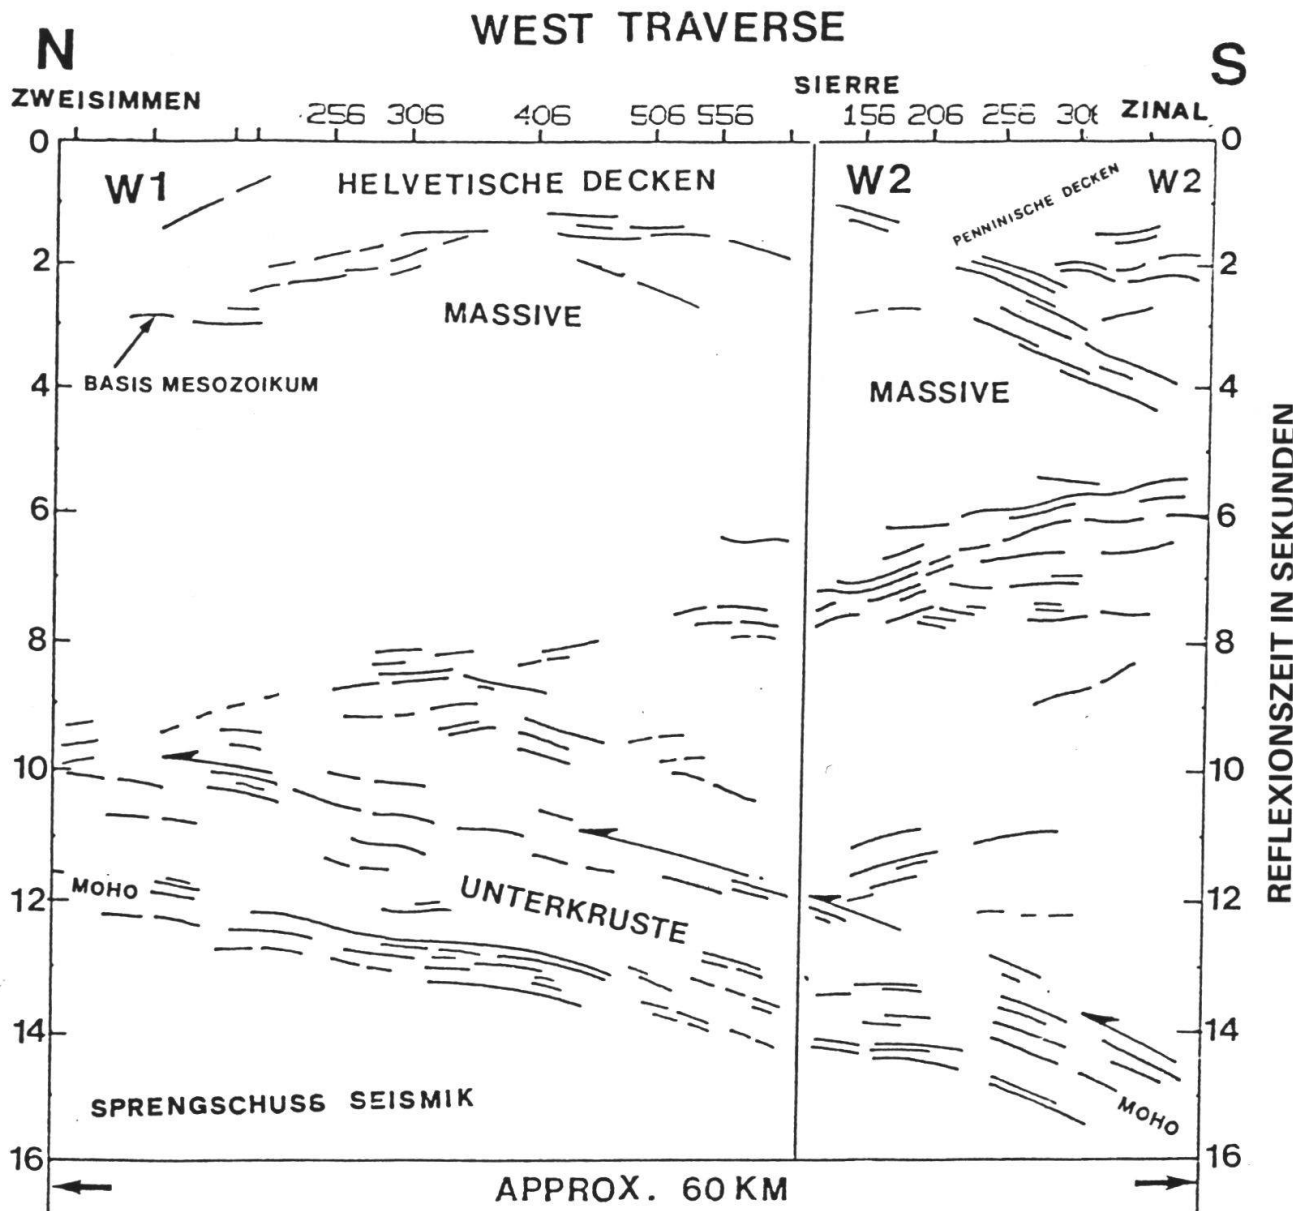 WEST TRAVERSE
N S
ZWEISIMMEN 256 306 406 506 556 SIERRE 156 206 256 306 ZINAL
0 0
W1 HELVETISCHE DECKEN W2 PENNINISCHE DECKEN W2
2 2
MASSIVE
BASIS MESOZOIKUM
4 MASSIVE 4
6 6
8 8
10 10
MOHO
12 UNTERKRUSTE 12
14 14
MOHO
SPRENGSCHUSS SEISMIK
16 16
APPROX. 60 KM
REFLEXIONSZEIT IN SEKUNDEN